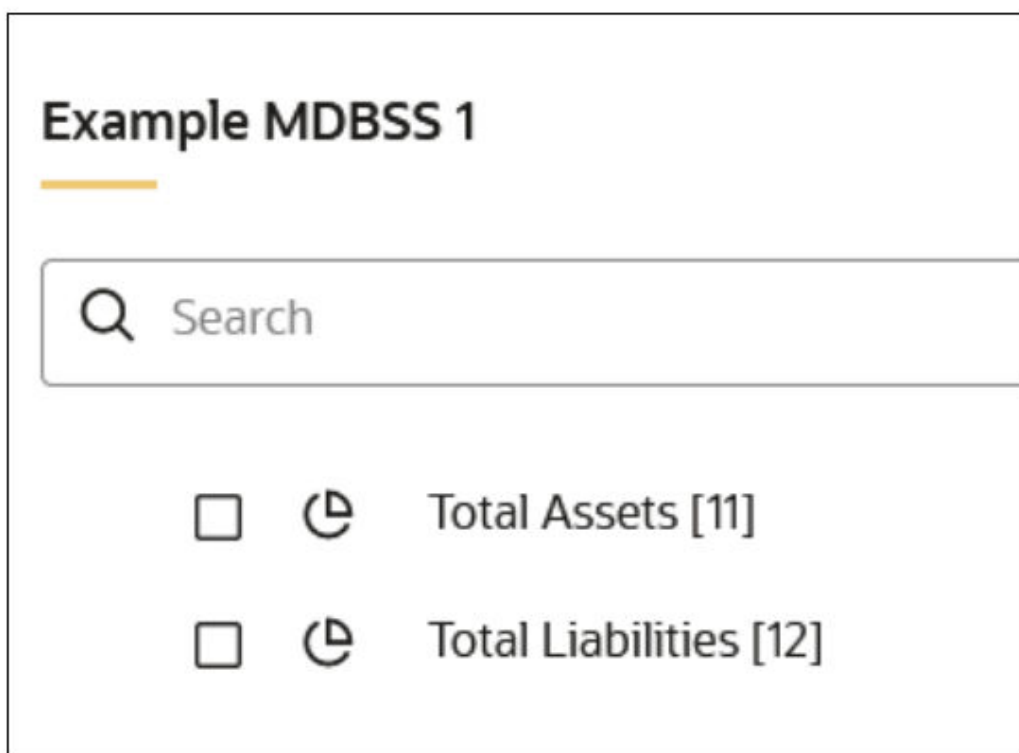 Example MDBSS 1
Search
Total Assets [11]
Total Liabilities [12]